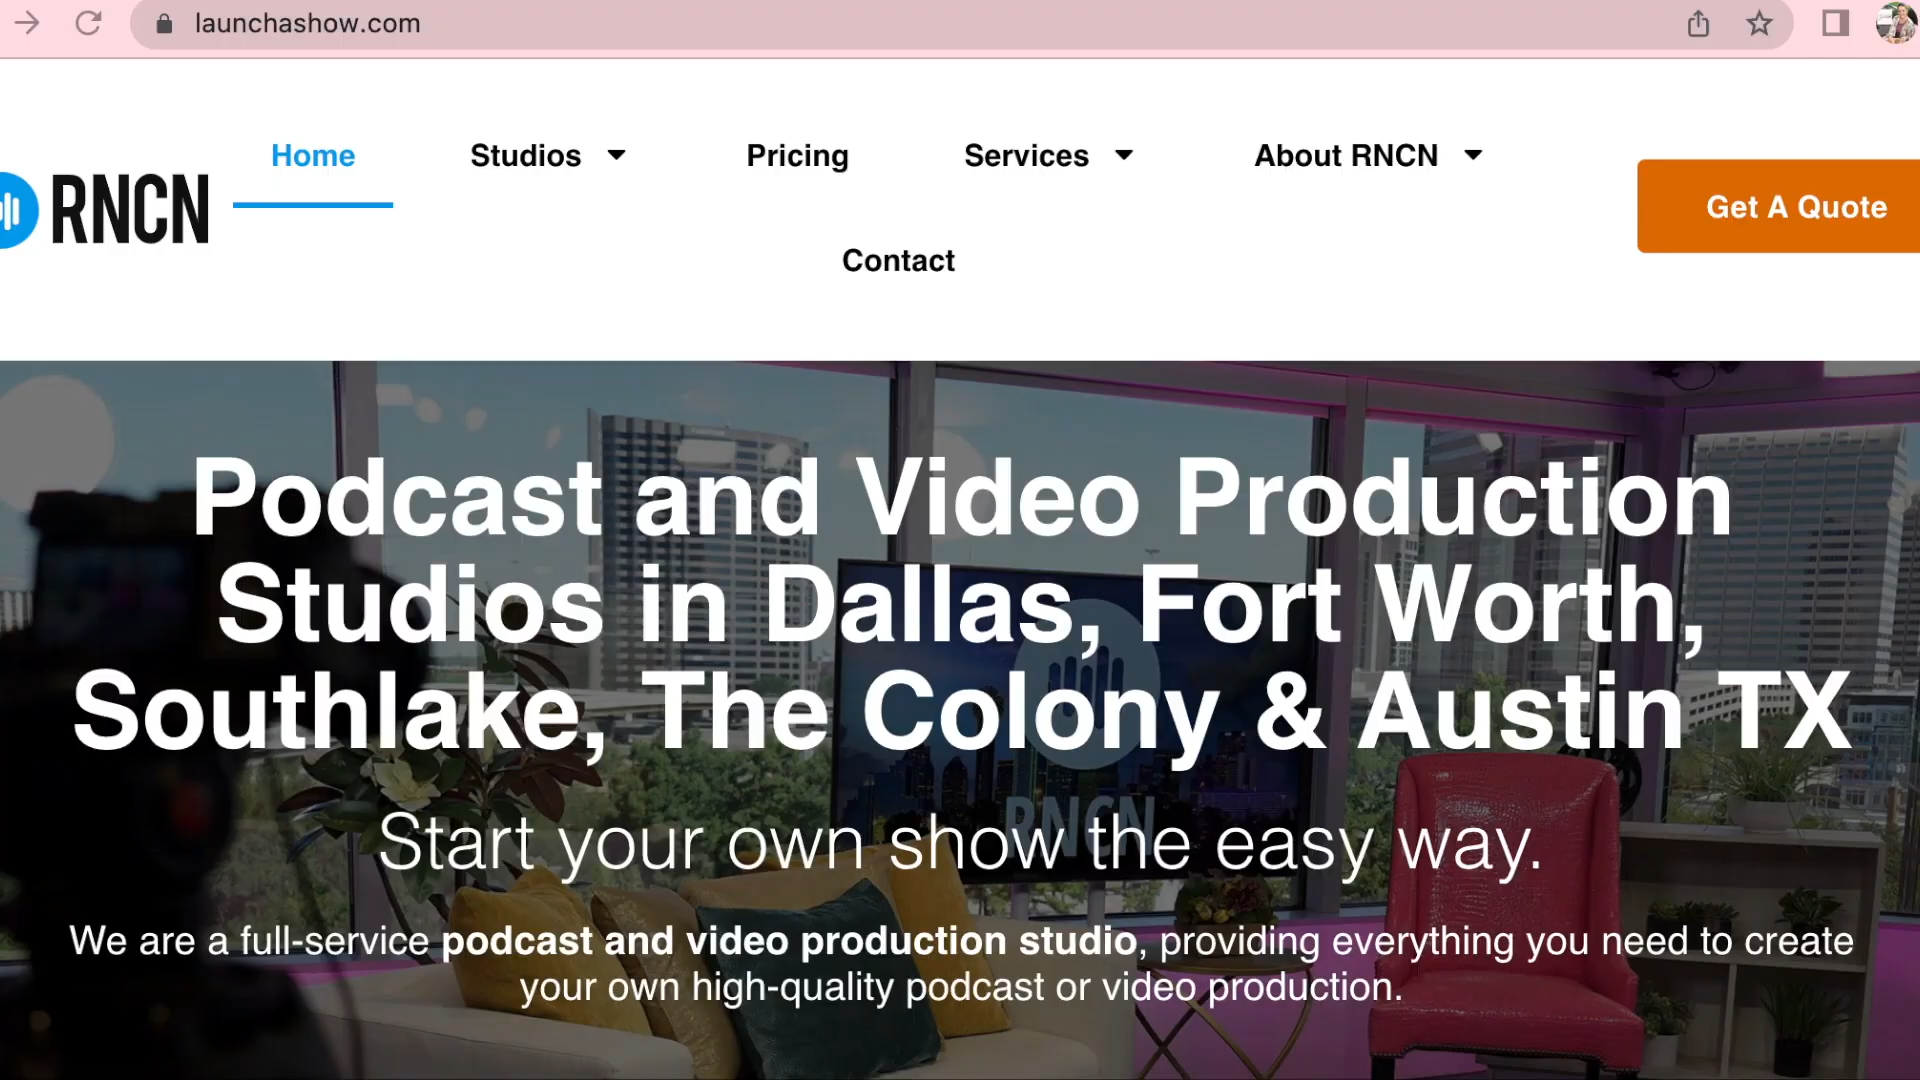 launchashow.com
Home Studios Pricing Services About RNCN
RNCN
Get A Quote
Contact
Podcast and Video Production
Studios in Dallas, Fort Worth,
Southlake, The Colony & Austin TX
RNCN
Start your own show the easy way.
We are a full-service podcast and video production studio, providing everything you need to create
your own high-quality podcast or video production.